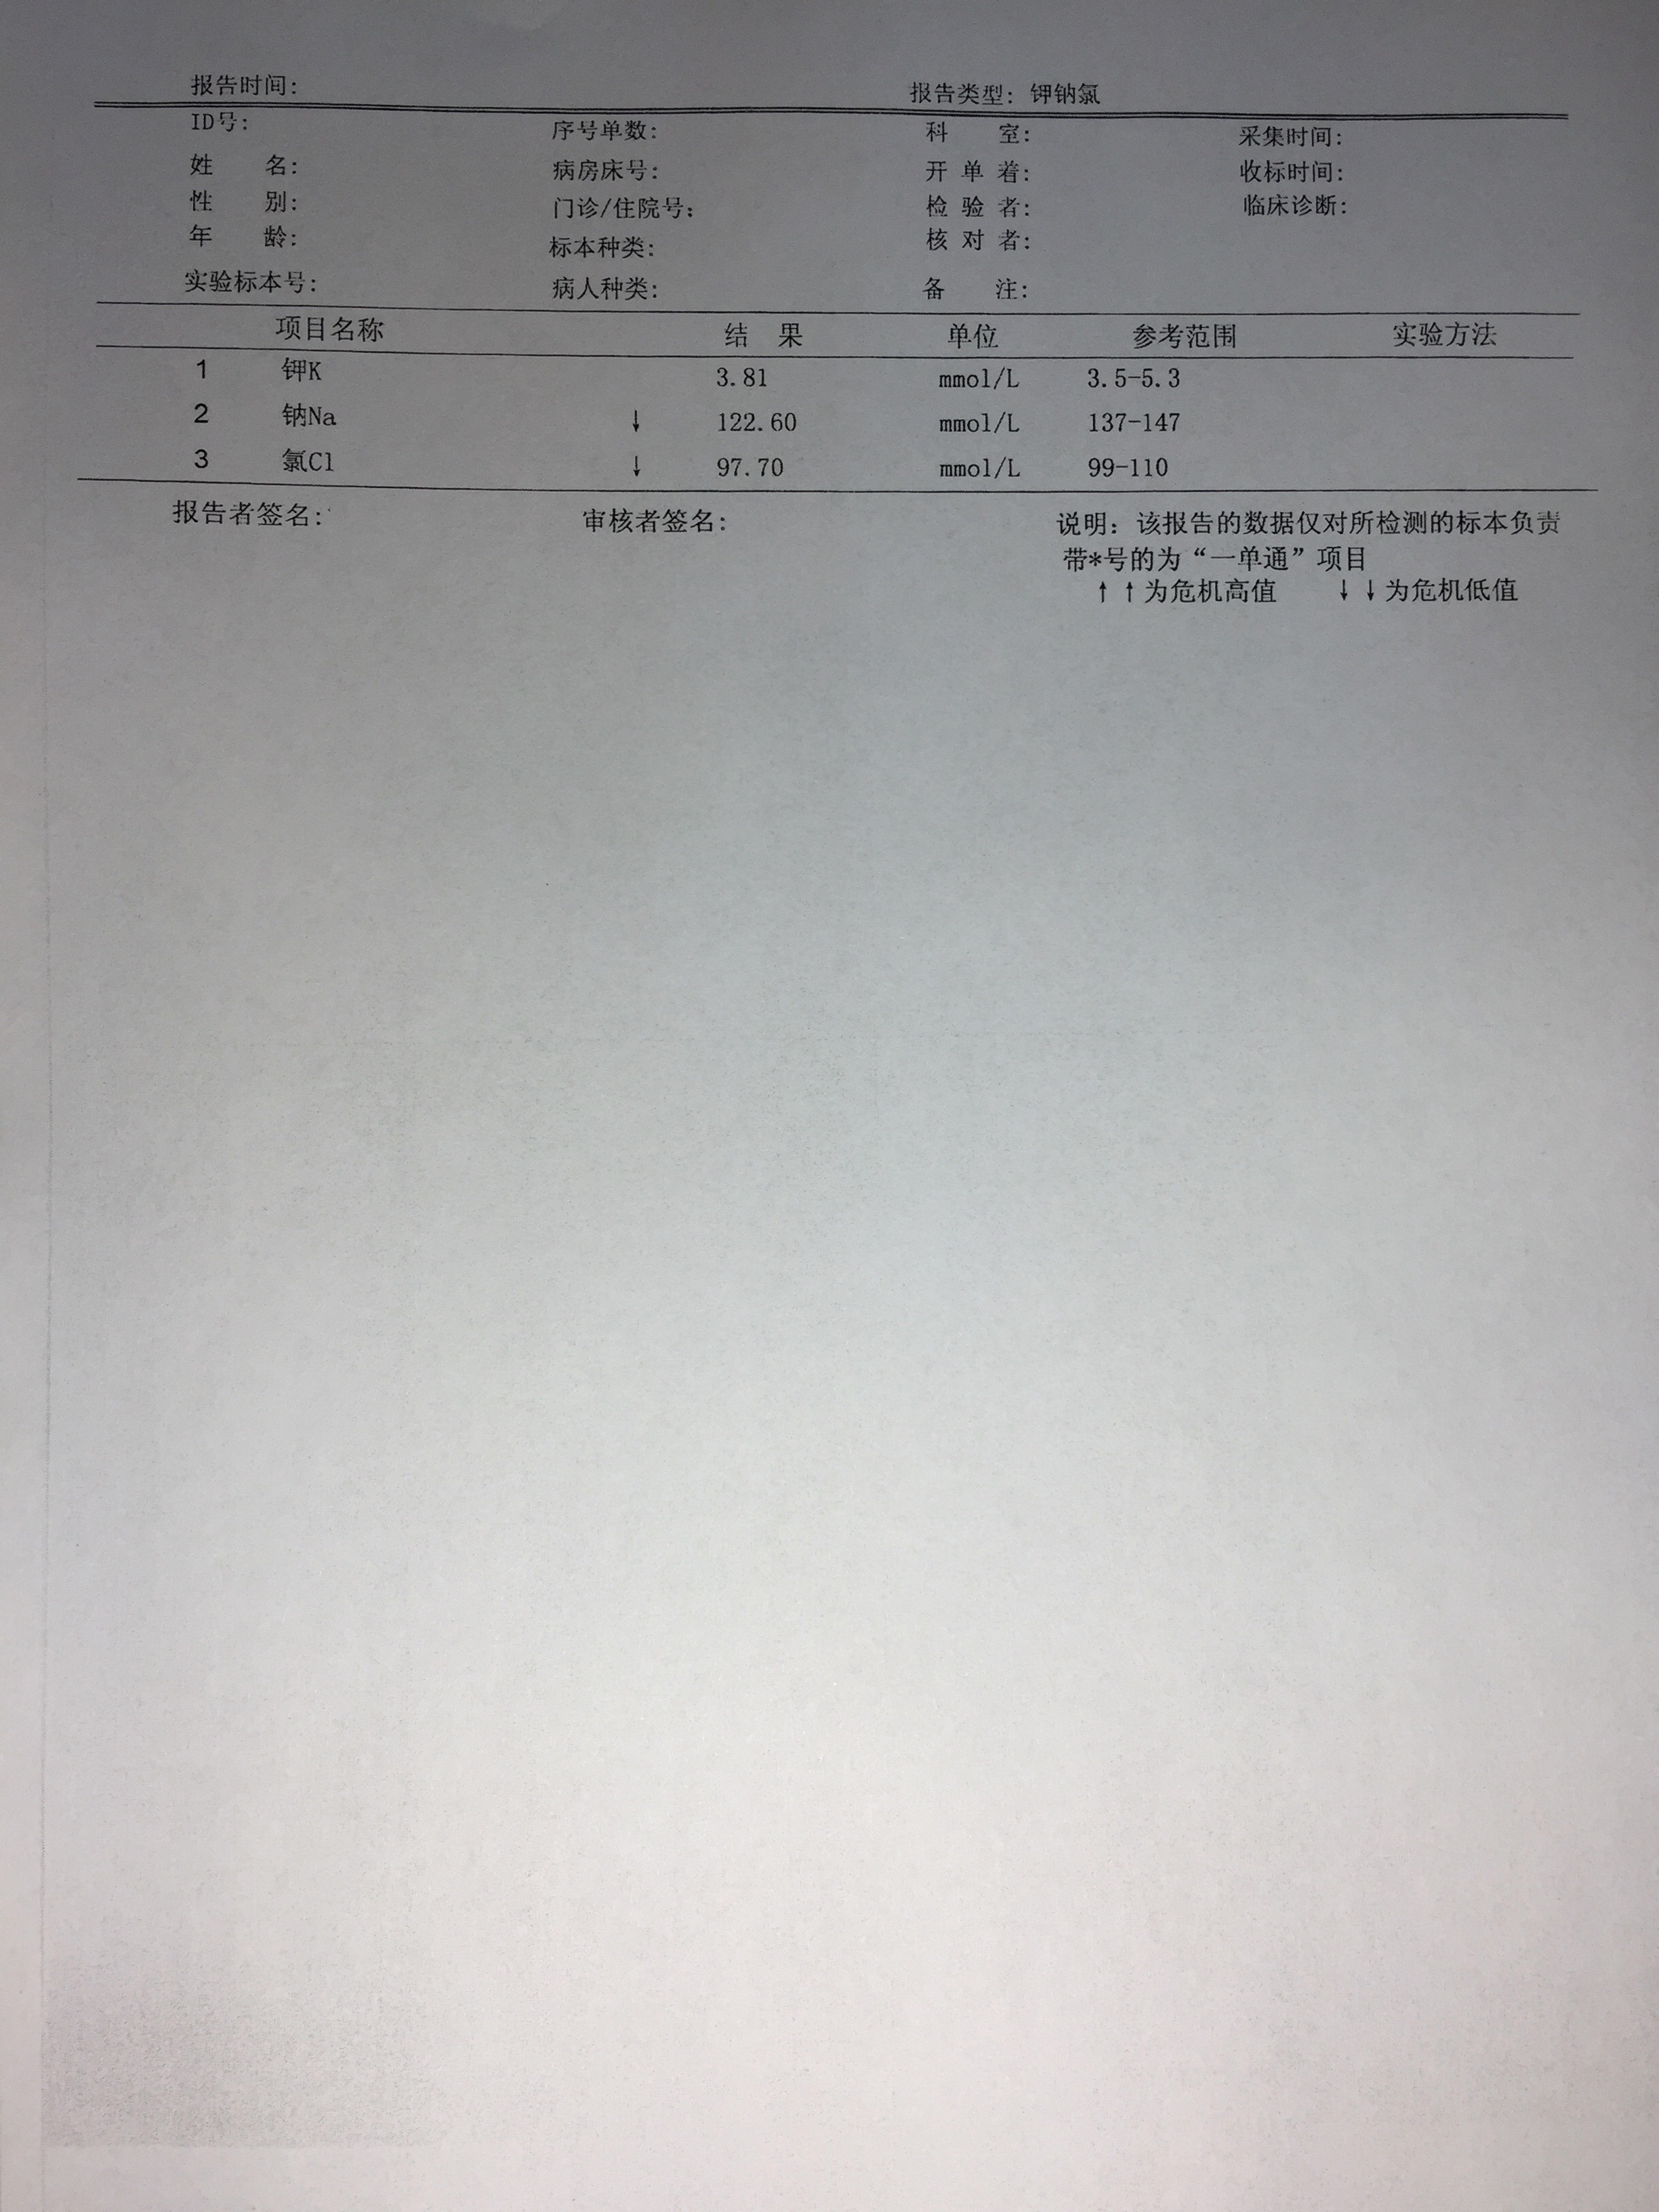 报告时间: 报告类型: 钾钠氯
ID号: 序号单数: 科 室: 采集时间:
姓 名: 病房床号: 开 单 着: 收标时间:
性 别: 门诊/住院号: 检 验 者: 临床诊断:
年 龄: 标本种类: 核 对 者:
实验标本号: 病人种类: 备 注:
项目名称 结 果 单位 参考范围 实验方法
1 钾K 3.81 mmol/L 3.5-5.3
2 钠Na ↓ 122.60 mmol/L 137-147
3 氯Cl ↓ 97.70 mmol/L 99-110
报告者签名: 审核者签名: 说明: 该报告的数据仅对所检测的标本负责
带*号的为“一单通”项目
↑↑为危机高值 ↓↓为危机低值